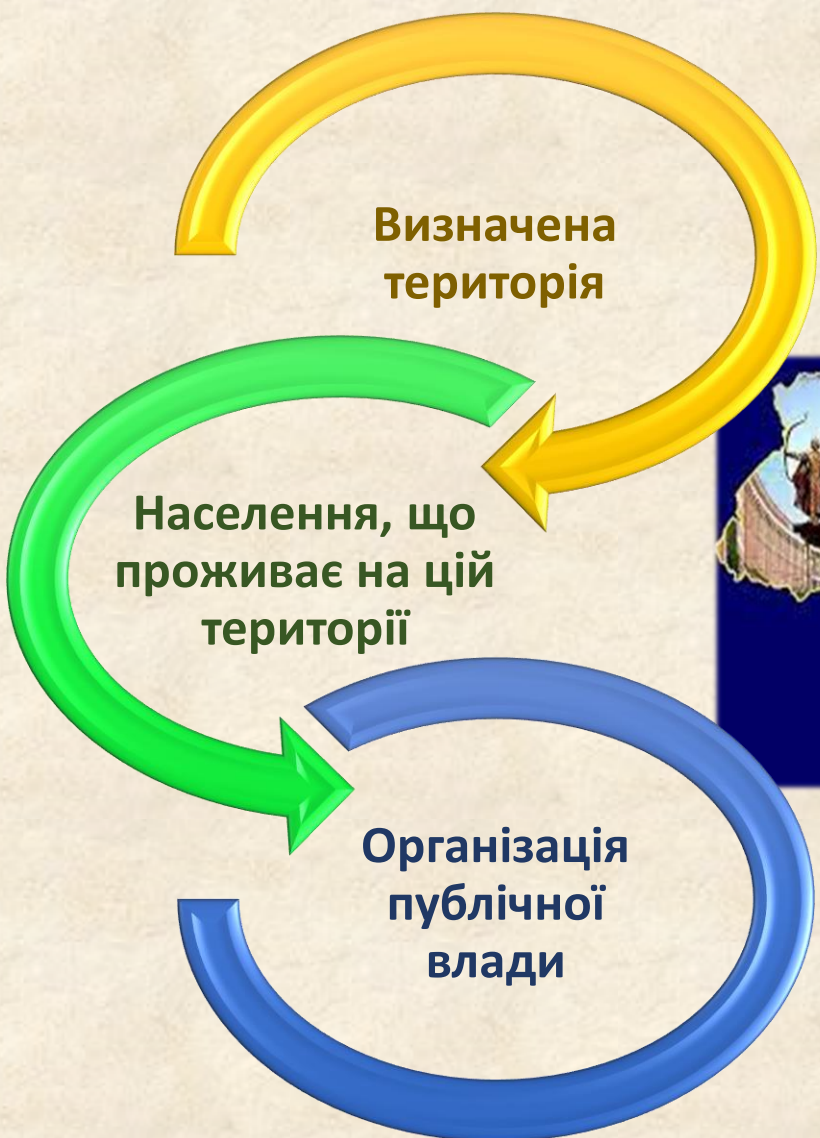 Визначена
територія
Населення, що
проживає на цій
території
Організація
публічної
влади